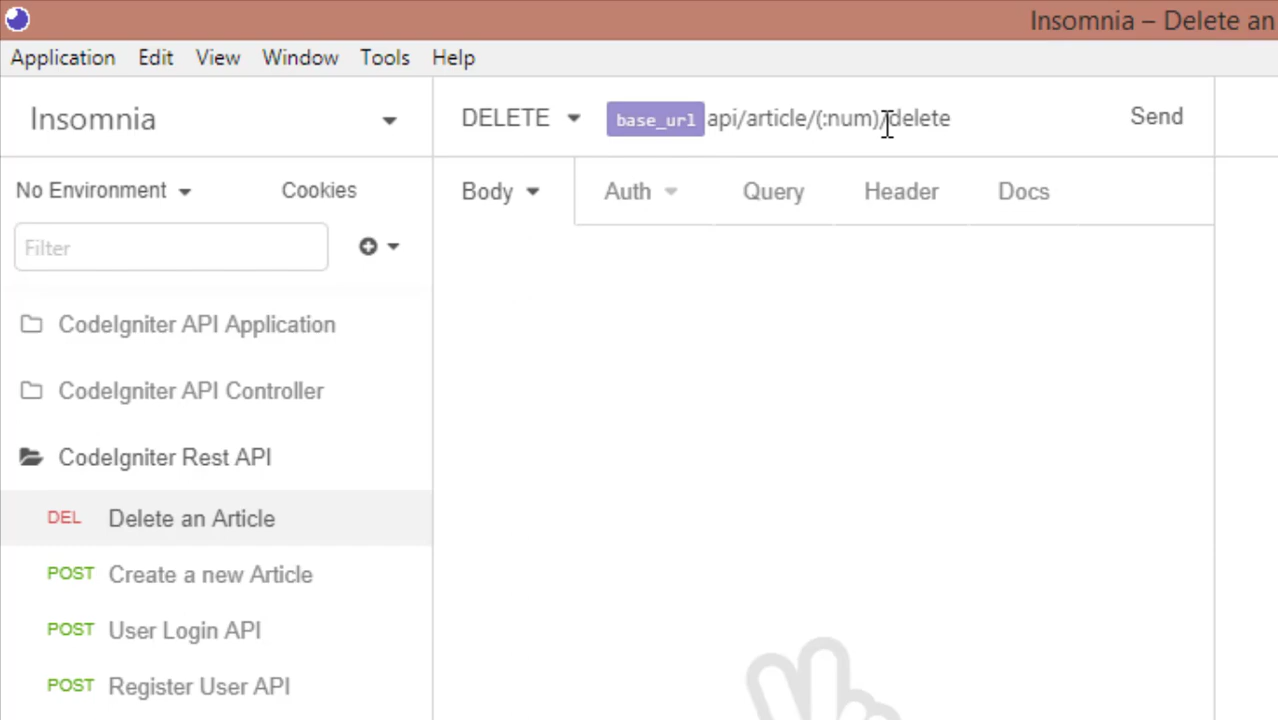 Insomnia – Delete an
Application Edit View Window Tools Help
Insomnia
DELETE base_url api/article/(:num)/delete Send
No Environment Cookies
Body Auth Query Header Docs
Filter
CodeIgniter API Application
CodeIgniter API Controller
CodeIgniter Rest API
DEL Delete an Article
POST Create a new Article
POST User Login API
POST Register User API